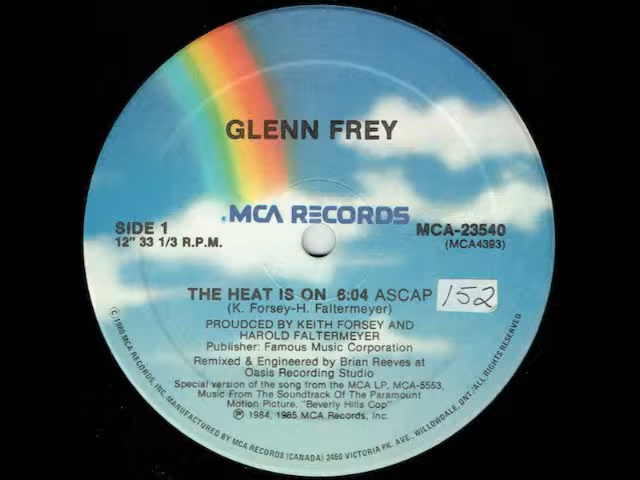 GLENN FREY
MCA RECORDS
SIDE 1
12" 33 1/3 R.P.M.
MCA-23540
(MCA4393)
THE HEAT IS ON 6:04 ASCAP
152
(K. Forsey-H. Faltermeyer)
PROUDCED BY KEITH FORSEY AND
HAROLD FALTERMEYER
Publisher: Famous Music Corporation
Remixed & Engineered by Brian Reeves at
Oasis Recording Studio
Special version of the song from the MCA LP, MCA-5553,
Music From The Soundtrack Of The Paramount
Motion Picture, "Beverly Hills Cop"
℗ 1984, 1985 MCA Records, Inc.
© 1980 MCA RECORDS, INC. MANUFACTURED BY MCA RECORDS (CANADA) 2450 VICTORIA PK. AVE., WILLOWDALE, ONT./ALL RIGHTS RESERVED